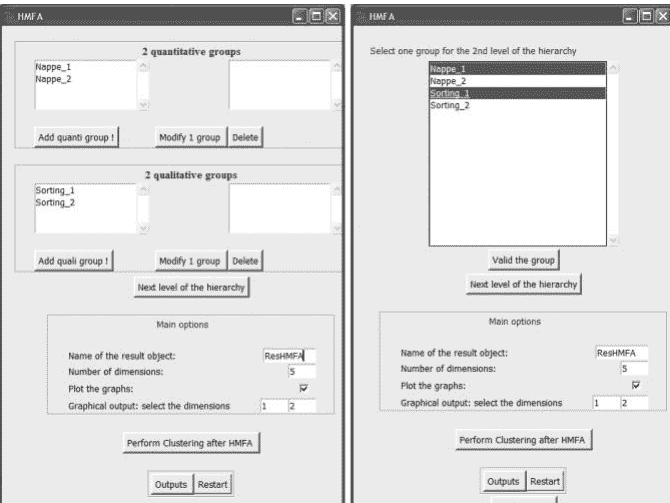 HMFA
2 quantitative groups
Nappe_1
Nappe_2
Add quanti group !
Modify 1 group
Delete
2 qualitative groups
Sorting_1
Sorting_2
Add quali group !
Modify 1 group
Delete
Next level of the hierarchy
Main options
Name of the result object: ResHMFA
Number of dimensions: 5
Plot the graphs:
Graphical output: select the dimensions 1 2
Perform Clustering after HMFA
Outputs Restart
HMFA
Select one group for the 2nd level of the hierarchy
Nappe_1
Nappe_2
Sorting_1
Sorting_2
Valid the group
Next level of the hierarchy
Main options
Name of the result object: ResHMFA
Number of dimensions: 5
Plot the graphs:
Graphical output: select the dimensions 1 2
Perform Clustering after HMFA
Outputs Restart